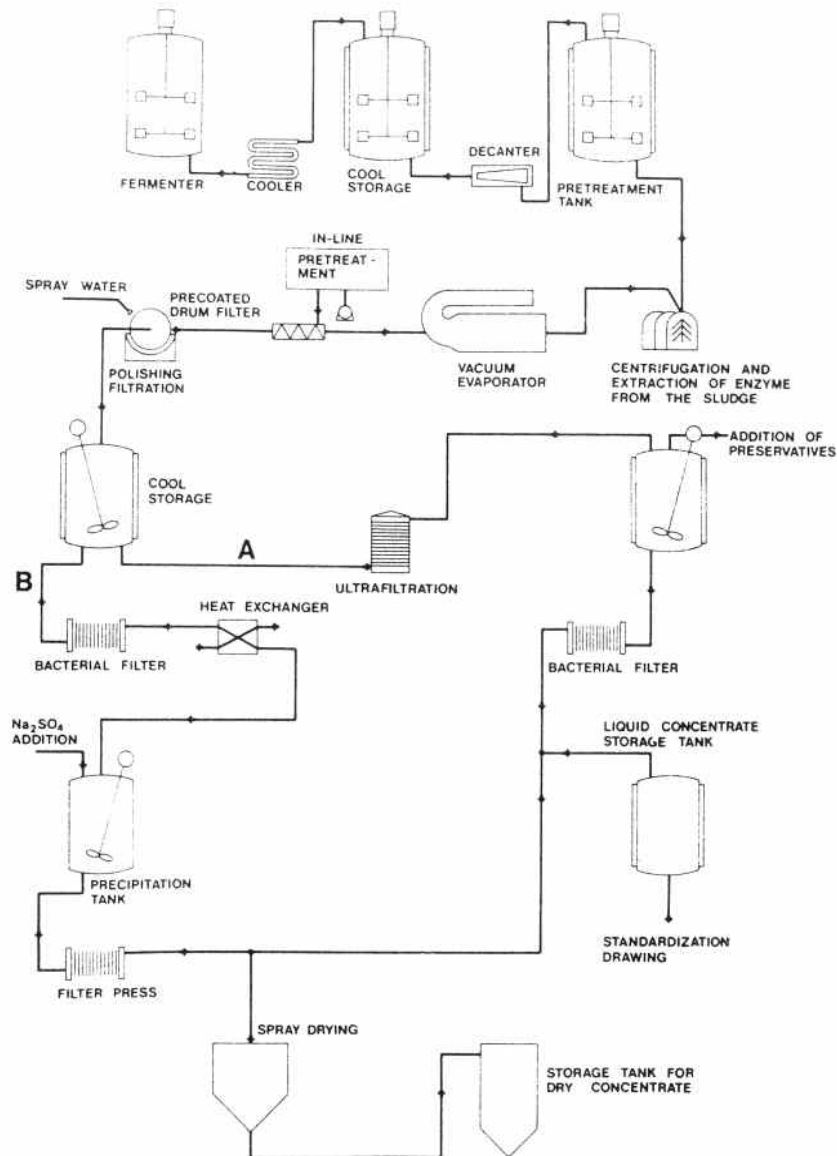 FERMENTER
COOLER
COOL
STORAGE
DECANTER
PRETREATMENT
TANK
SPRAY WATER
PRECOATED
DRUM FILTER
POLISHING
FILTRATION
IN-LINE
PRETREAT-
MENT
VACUUM
EVAPORATOR
CENTRIFUGATION AND
EXTRACTION OF ENZYME
FROM THE SLUDGE
COOL
STORAGE
A
B
ULTRAFILTRATION
ADDITION OF
PRESERVATIVES
HEAT EXCHANGER
BACTERIAL FILTER
BACTERIAL FILTER
Na₂SO₄
ADDITION
LIQUID CONCENTRATE
STORAGE TANK
PRECIPITATION
TANK
STANDARDIZATION
DRAWING
FILTER PRESS
SPRAY DRYING
STORAGE TANK FOR
DRY CONCENTRATE